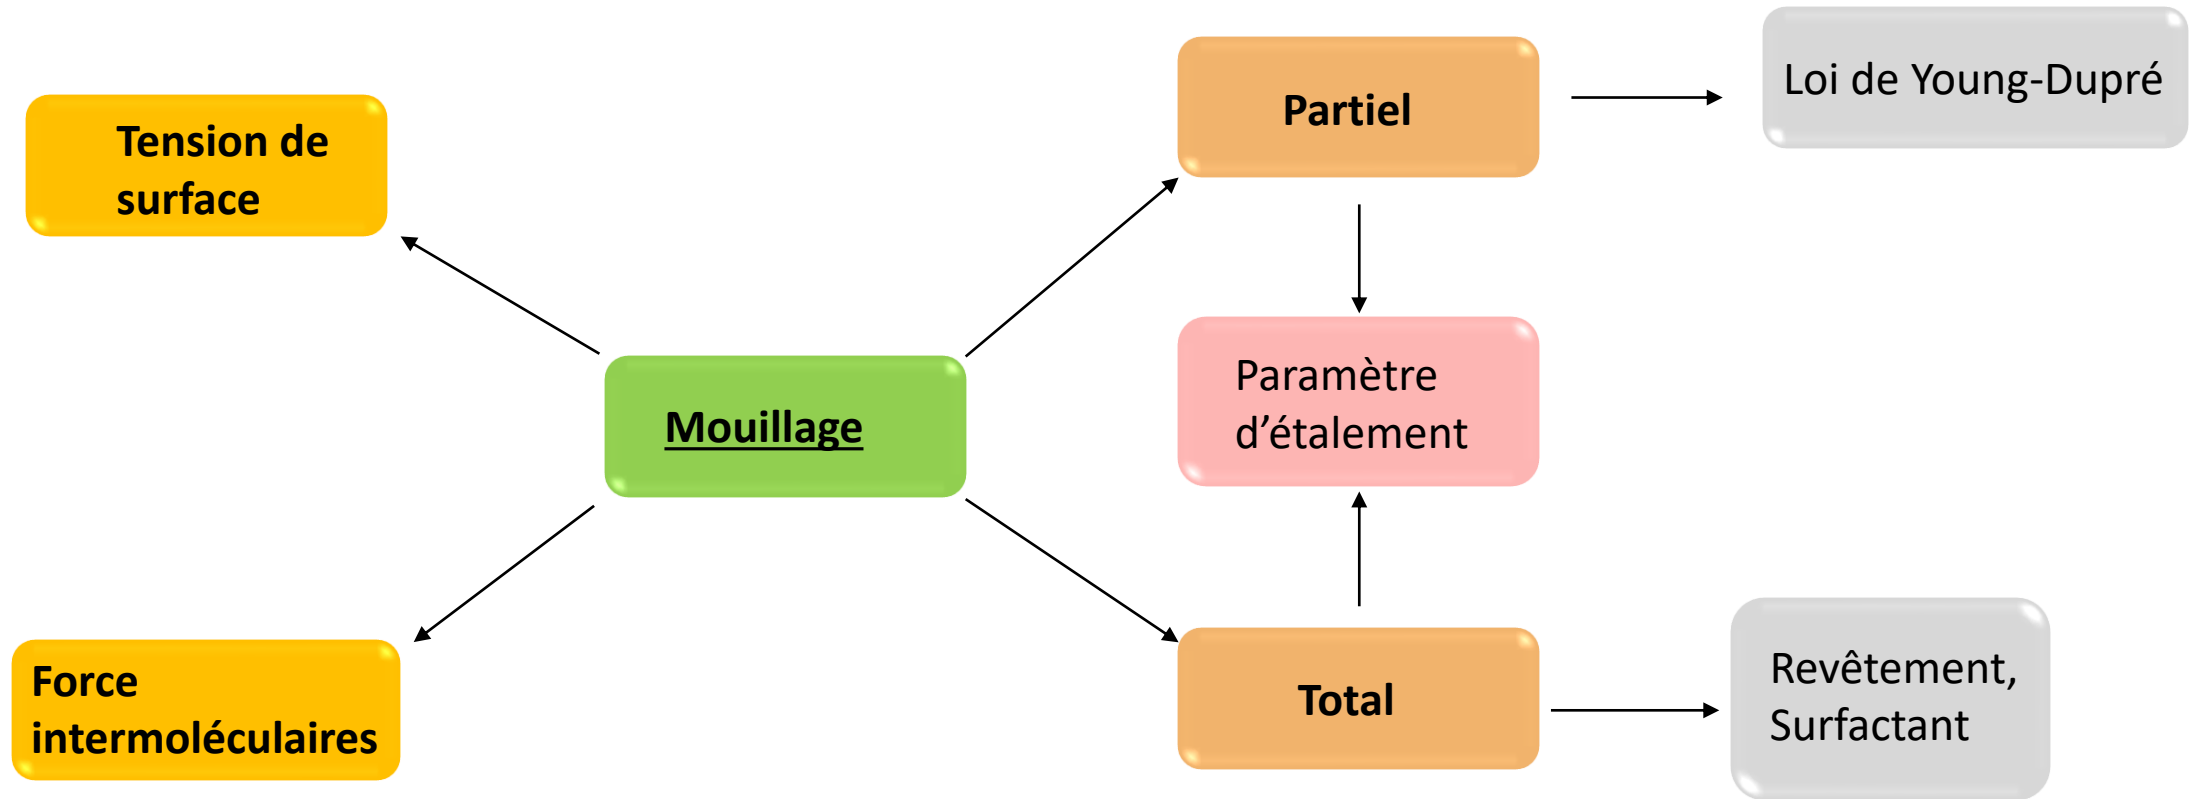 Tension de
surface
Force
intermoléculaires
Mouillage
Partiel
Paramètre
d’étalement
Total
Loi de Young-Dupré
Revêtement,
Surfactant